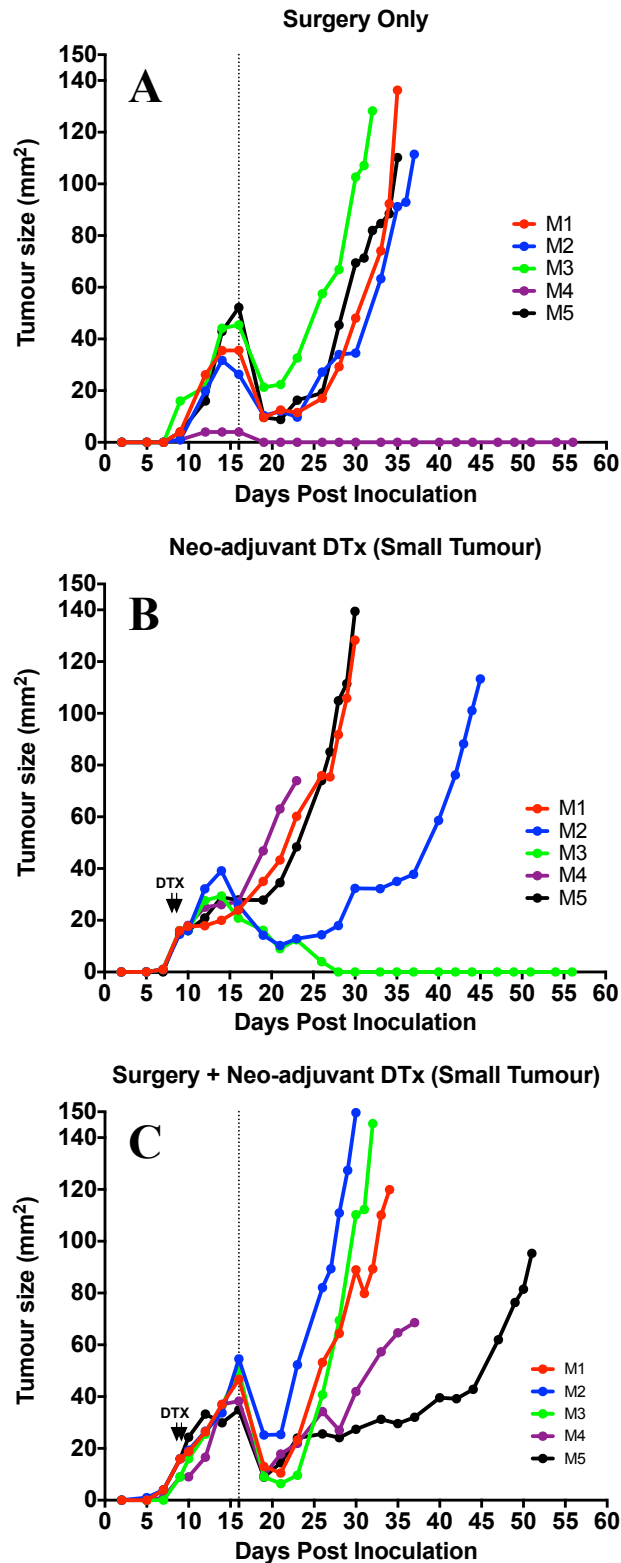 Surgery Only
A
Tumour size (mm²)
150
140
120
100
80
60
40
20
0
0 5 10 15 20 25 30 35 40 45 50 55 60
Days Post Inoculation
M1
M2
M3
M4
M5
Neo-adjuvant DTx (Small Tumour)
B
Tumour size (mm²)
150
140
120
100
80
60
40
20
0
DTX
0 5 10 15 20 25 30 35 40 45 50 55 60
Days Post Inoculation
M1
M2
M3
M4
M5
Surgery + Neo-adjuvant DTx (Small Tumour)
C
Tumour size (mm²)
150
140
120
100
80
60
40
20
0
DTX
0 5 10 15 20 25 30 35 40 45 50 55 60
Days Post Inoculation
M1
M2
M3
M4
M5